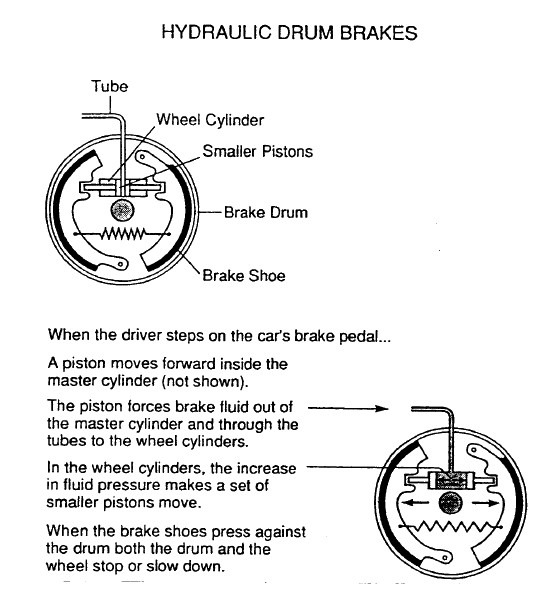 HYDRAULIC DRUM BRAKES
Tube
Wheel Cylinder
Smaller Pistons
Brake Drum
Brake Shoe
When the driver steps on the car's brake pedal...
A piston moves forward inside the
master cylinder (not shown).
The piston forces brake fluid out of
the master cylinder and through the
tubes to the wheel cylinders.
In the wheel cylinders, the increase
in fluid pressure makes a set of
smaller pistons move.
When the brake shoes press against
the drum both the drum and the
wheel stop or slow down.